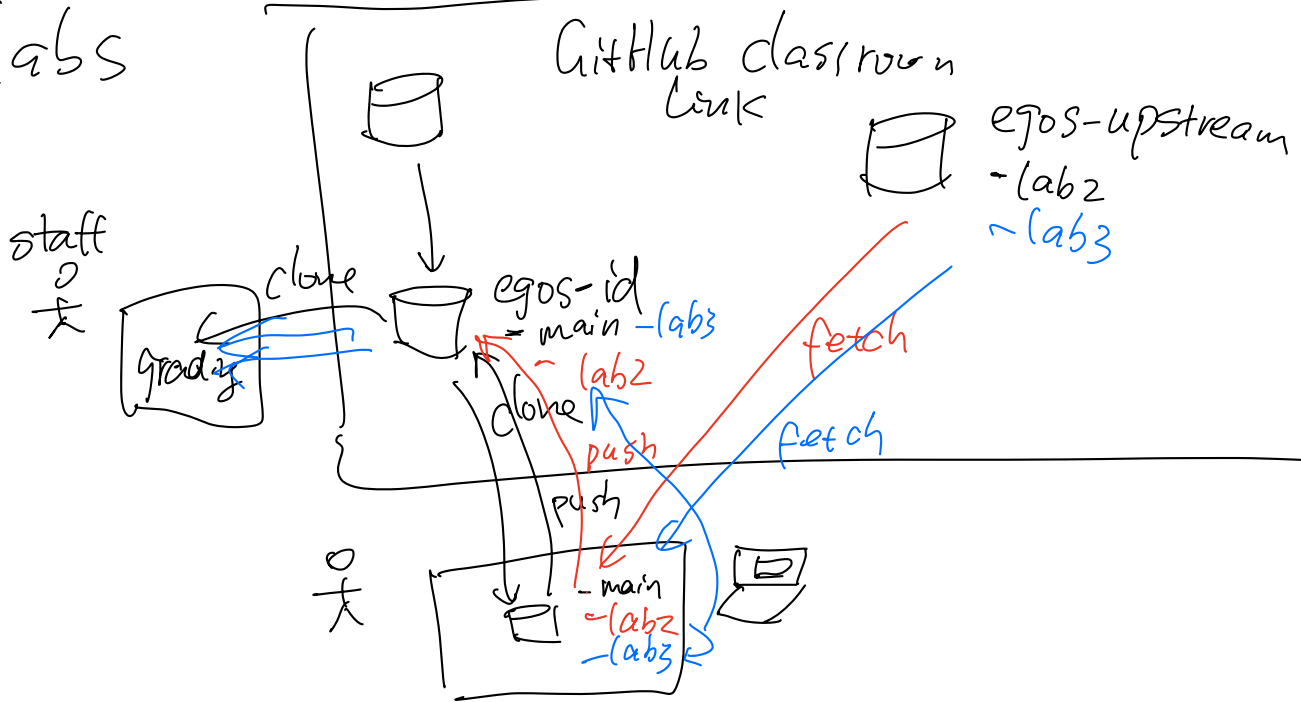 abs
GitHub classroom
Link
egos-upstream
-lab2
~lab3
staff
clone
egos-id
- main -lab3
- lab2
grading
fetch
clone
push
fetch
push
- main
-lab2
-lab3